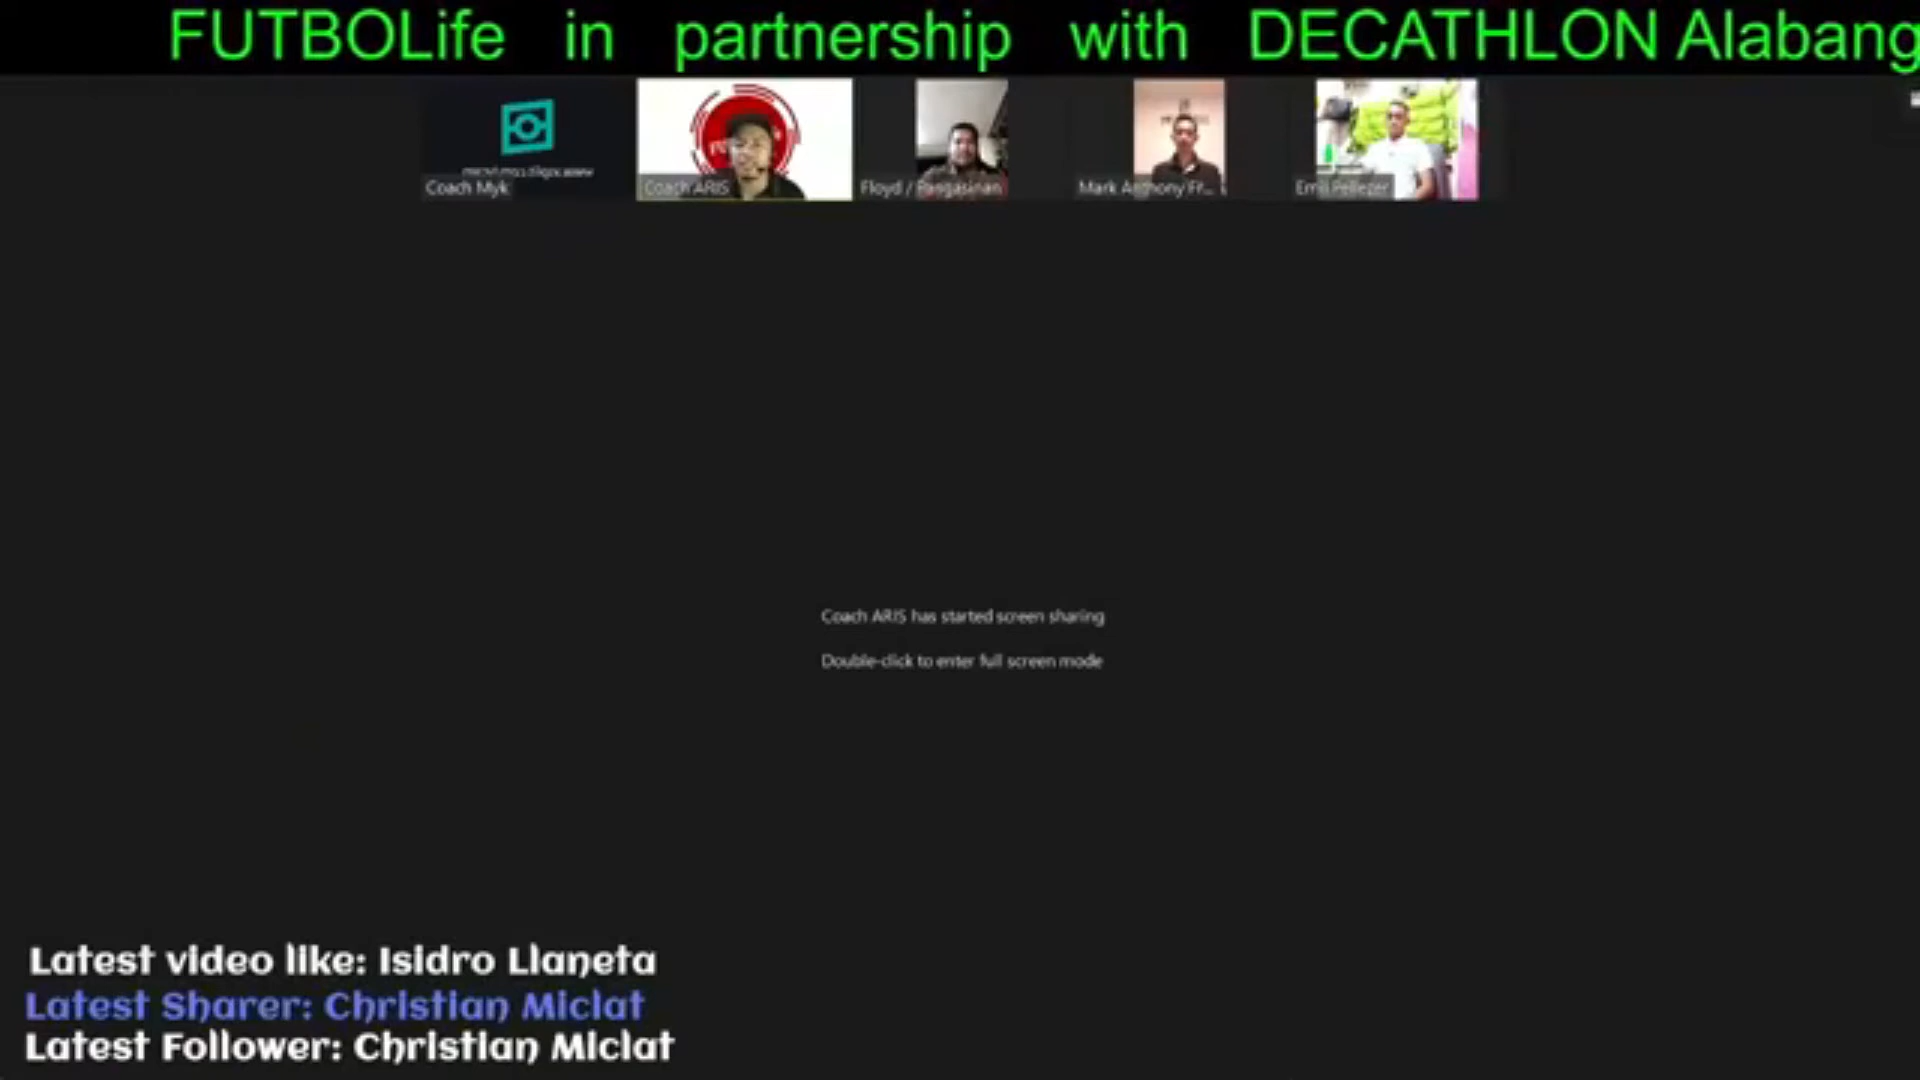 FUTBOLife in partnership with DECATHLON Alabang
Coach Myk
Coach ARIS
Floyd / Pangasinan
Mark Anthony Fr...
Emil Pellezer
Coach ARIS has started screen sharing
Double-click to enter full screen mode
Latest video like: Isidro Llaneta
Latest Sharer: Christian Miclat
Latest Follower: Christian Miclat